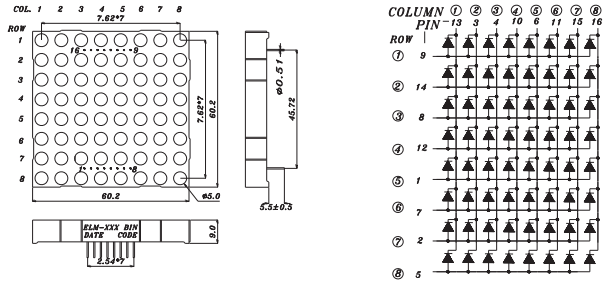 COL. 1 2 3 4 5 6 7 8
7.62*7
ROW
1
16 9
2
3
4
5
6
7
1 8
8
7.62*7
60.2
60.2
ø5.0
ø0.51
45.72
5.5±0.5
ELM-XXX BIN
DATE CODE
2.54*7
9.0
COLUMN ① ② ③ ④ ⑤ ⑥ ⑦ ⑧
PIN 13 3 4 10 6 11 15 16
ROW
① 9
② 14
③ 8
④ 12
⑤ 1
⑥ 7
⑦ 2
⑧ 5